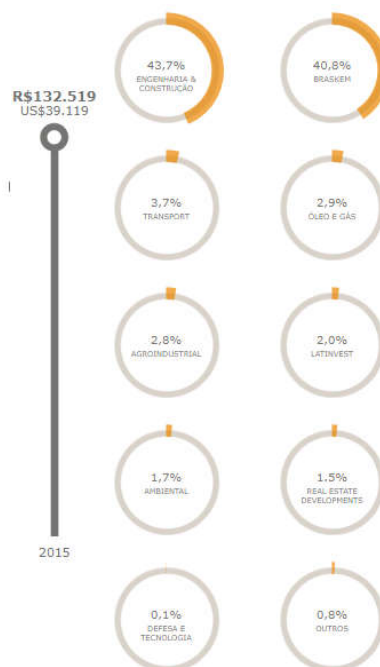 R$132.519
US$39.119
2015
43,7%
ENGENHARIA &
CONSTRUÇÃO
40,8%
BRASKEM
3,7%
TRANSPORT
2,9%
ÓLEO E GÁS
2,8%
AGROINDUSTRIAL
2,0%
LATINVEST
1,7%
AMBIENTAL
1.5%
REAL ESTATE
DEVELOPMENTS
0,1%
DEFESA E
TECNOLOGIA
0,8%
OUTROS